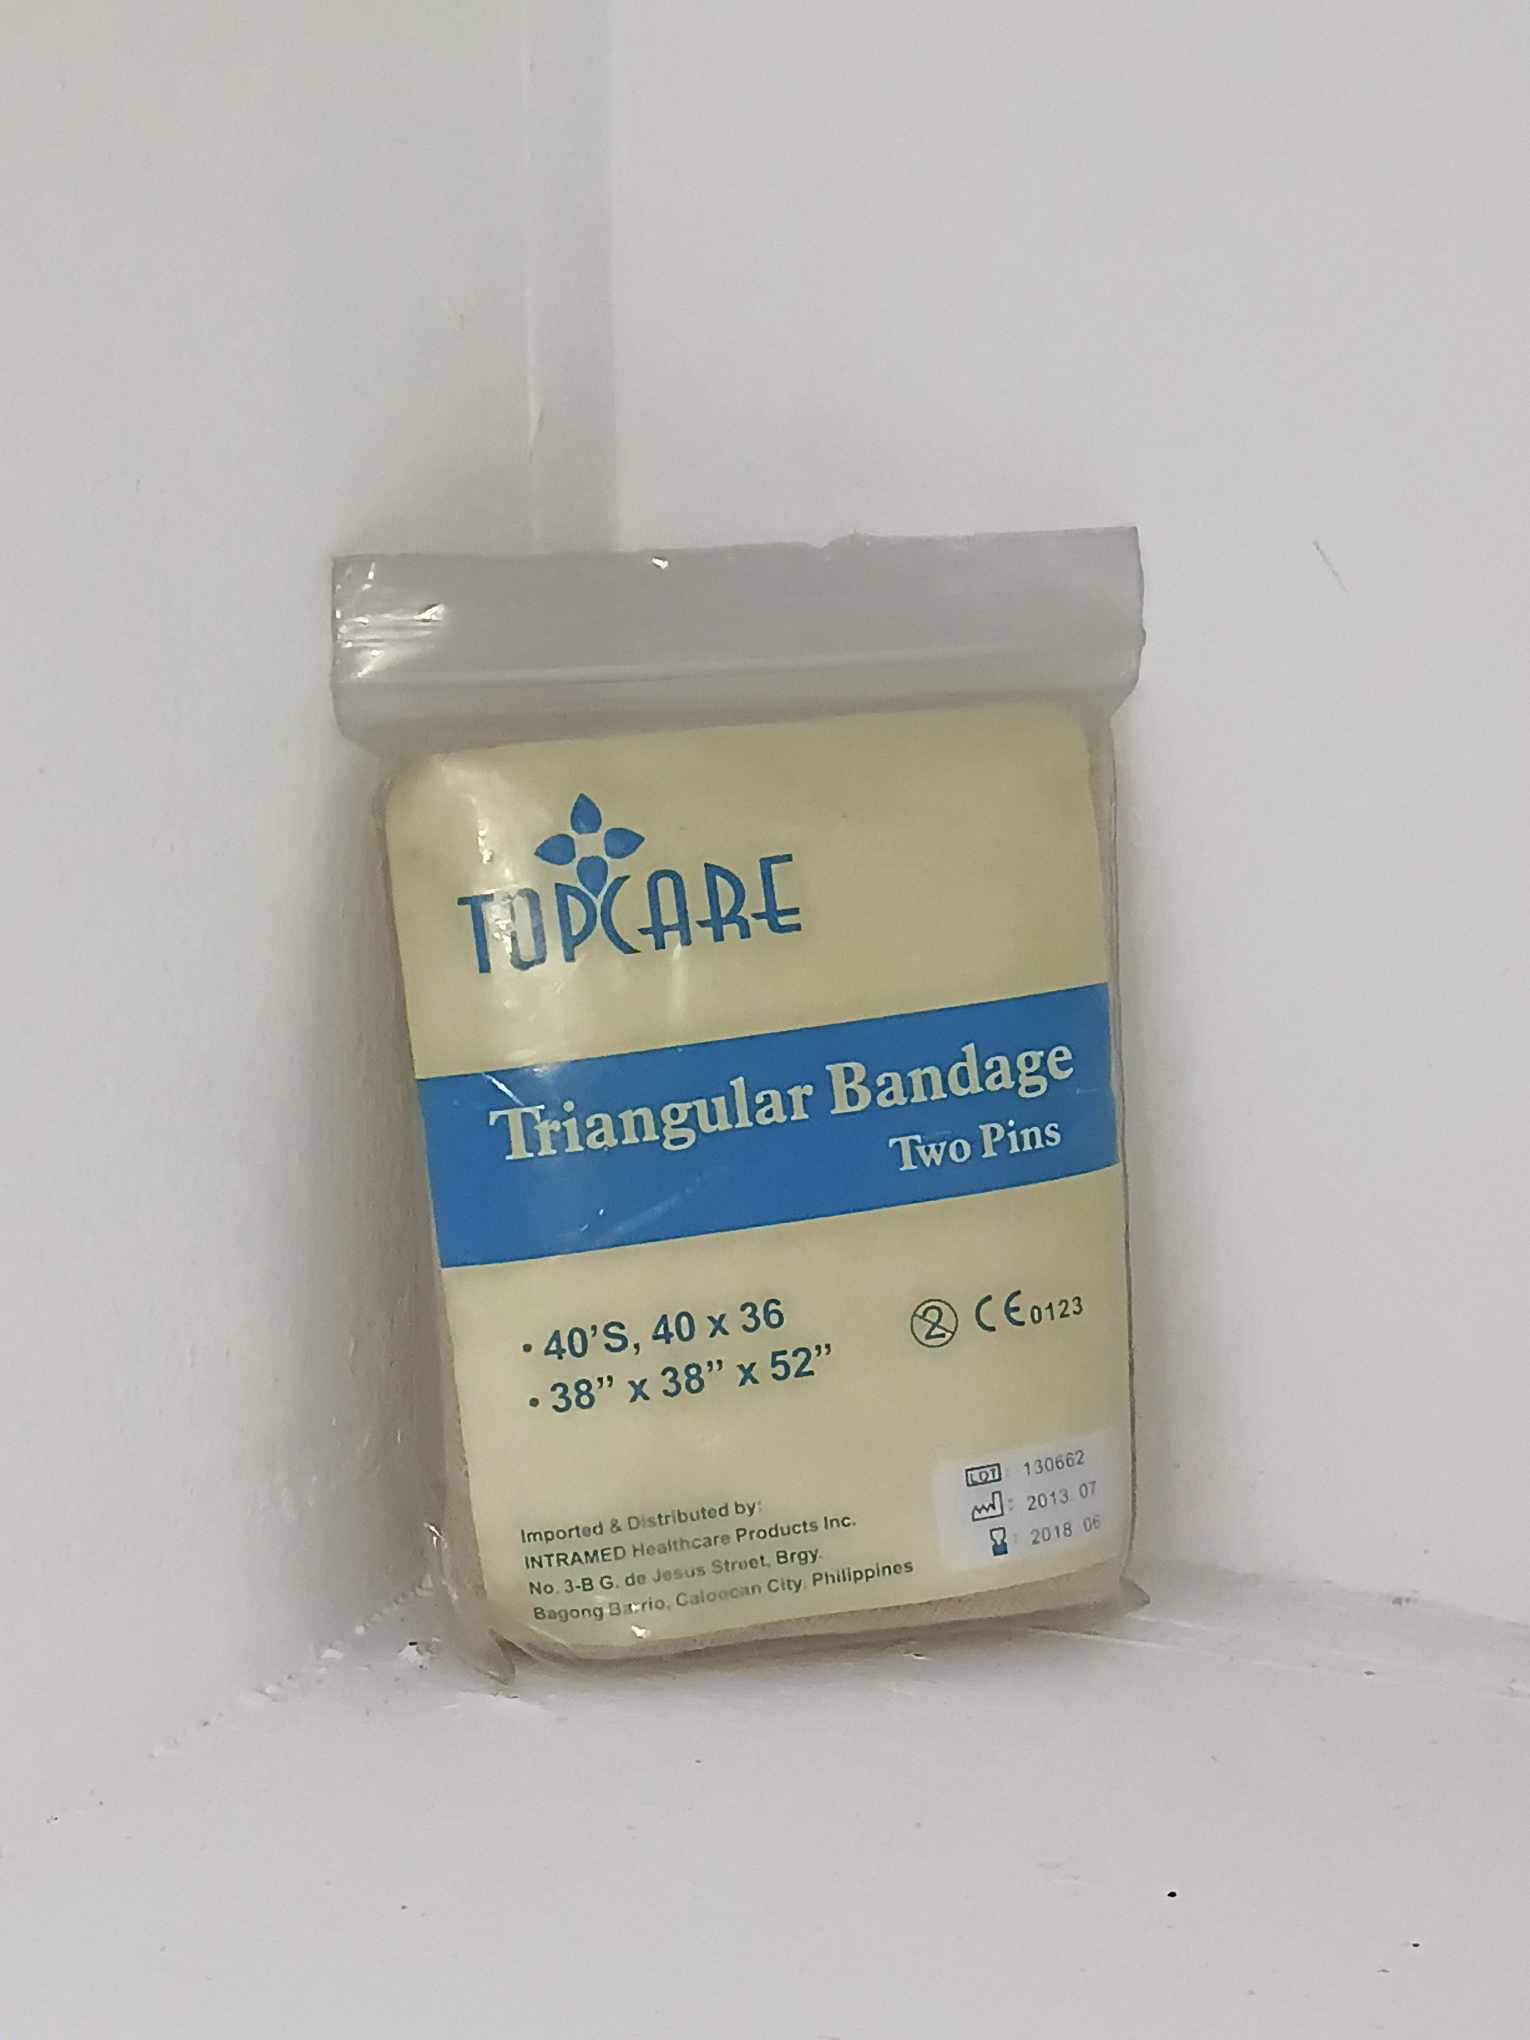 TOPCARE
Triangular Bandage
Two Pins
• 40’S, 40 x 36
• 38” x 38” x 52”
2 CE0123
Imported & Distributed by:
INTRAMED Healthcare Products Inc.
No. 3-B G. de Jesus Street, Brgy.
Bagong Barrio, Caloocan City, Philippines
LOT : 130662
: 2013 07
: 2018 06